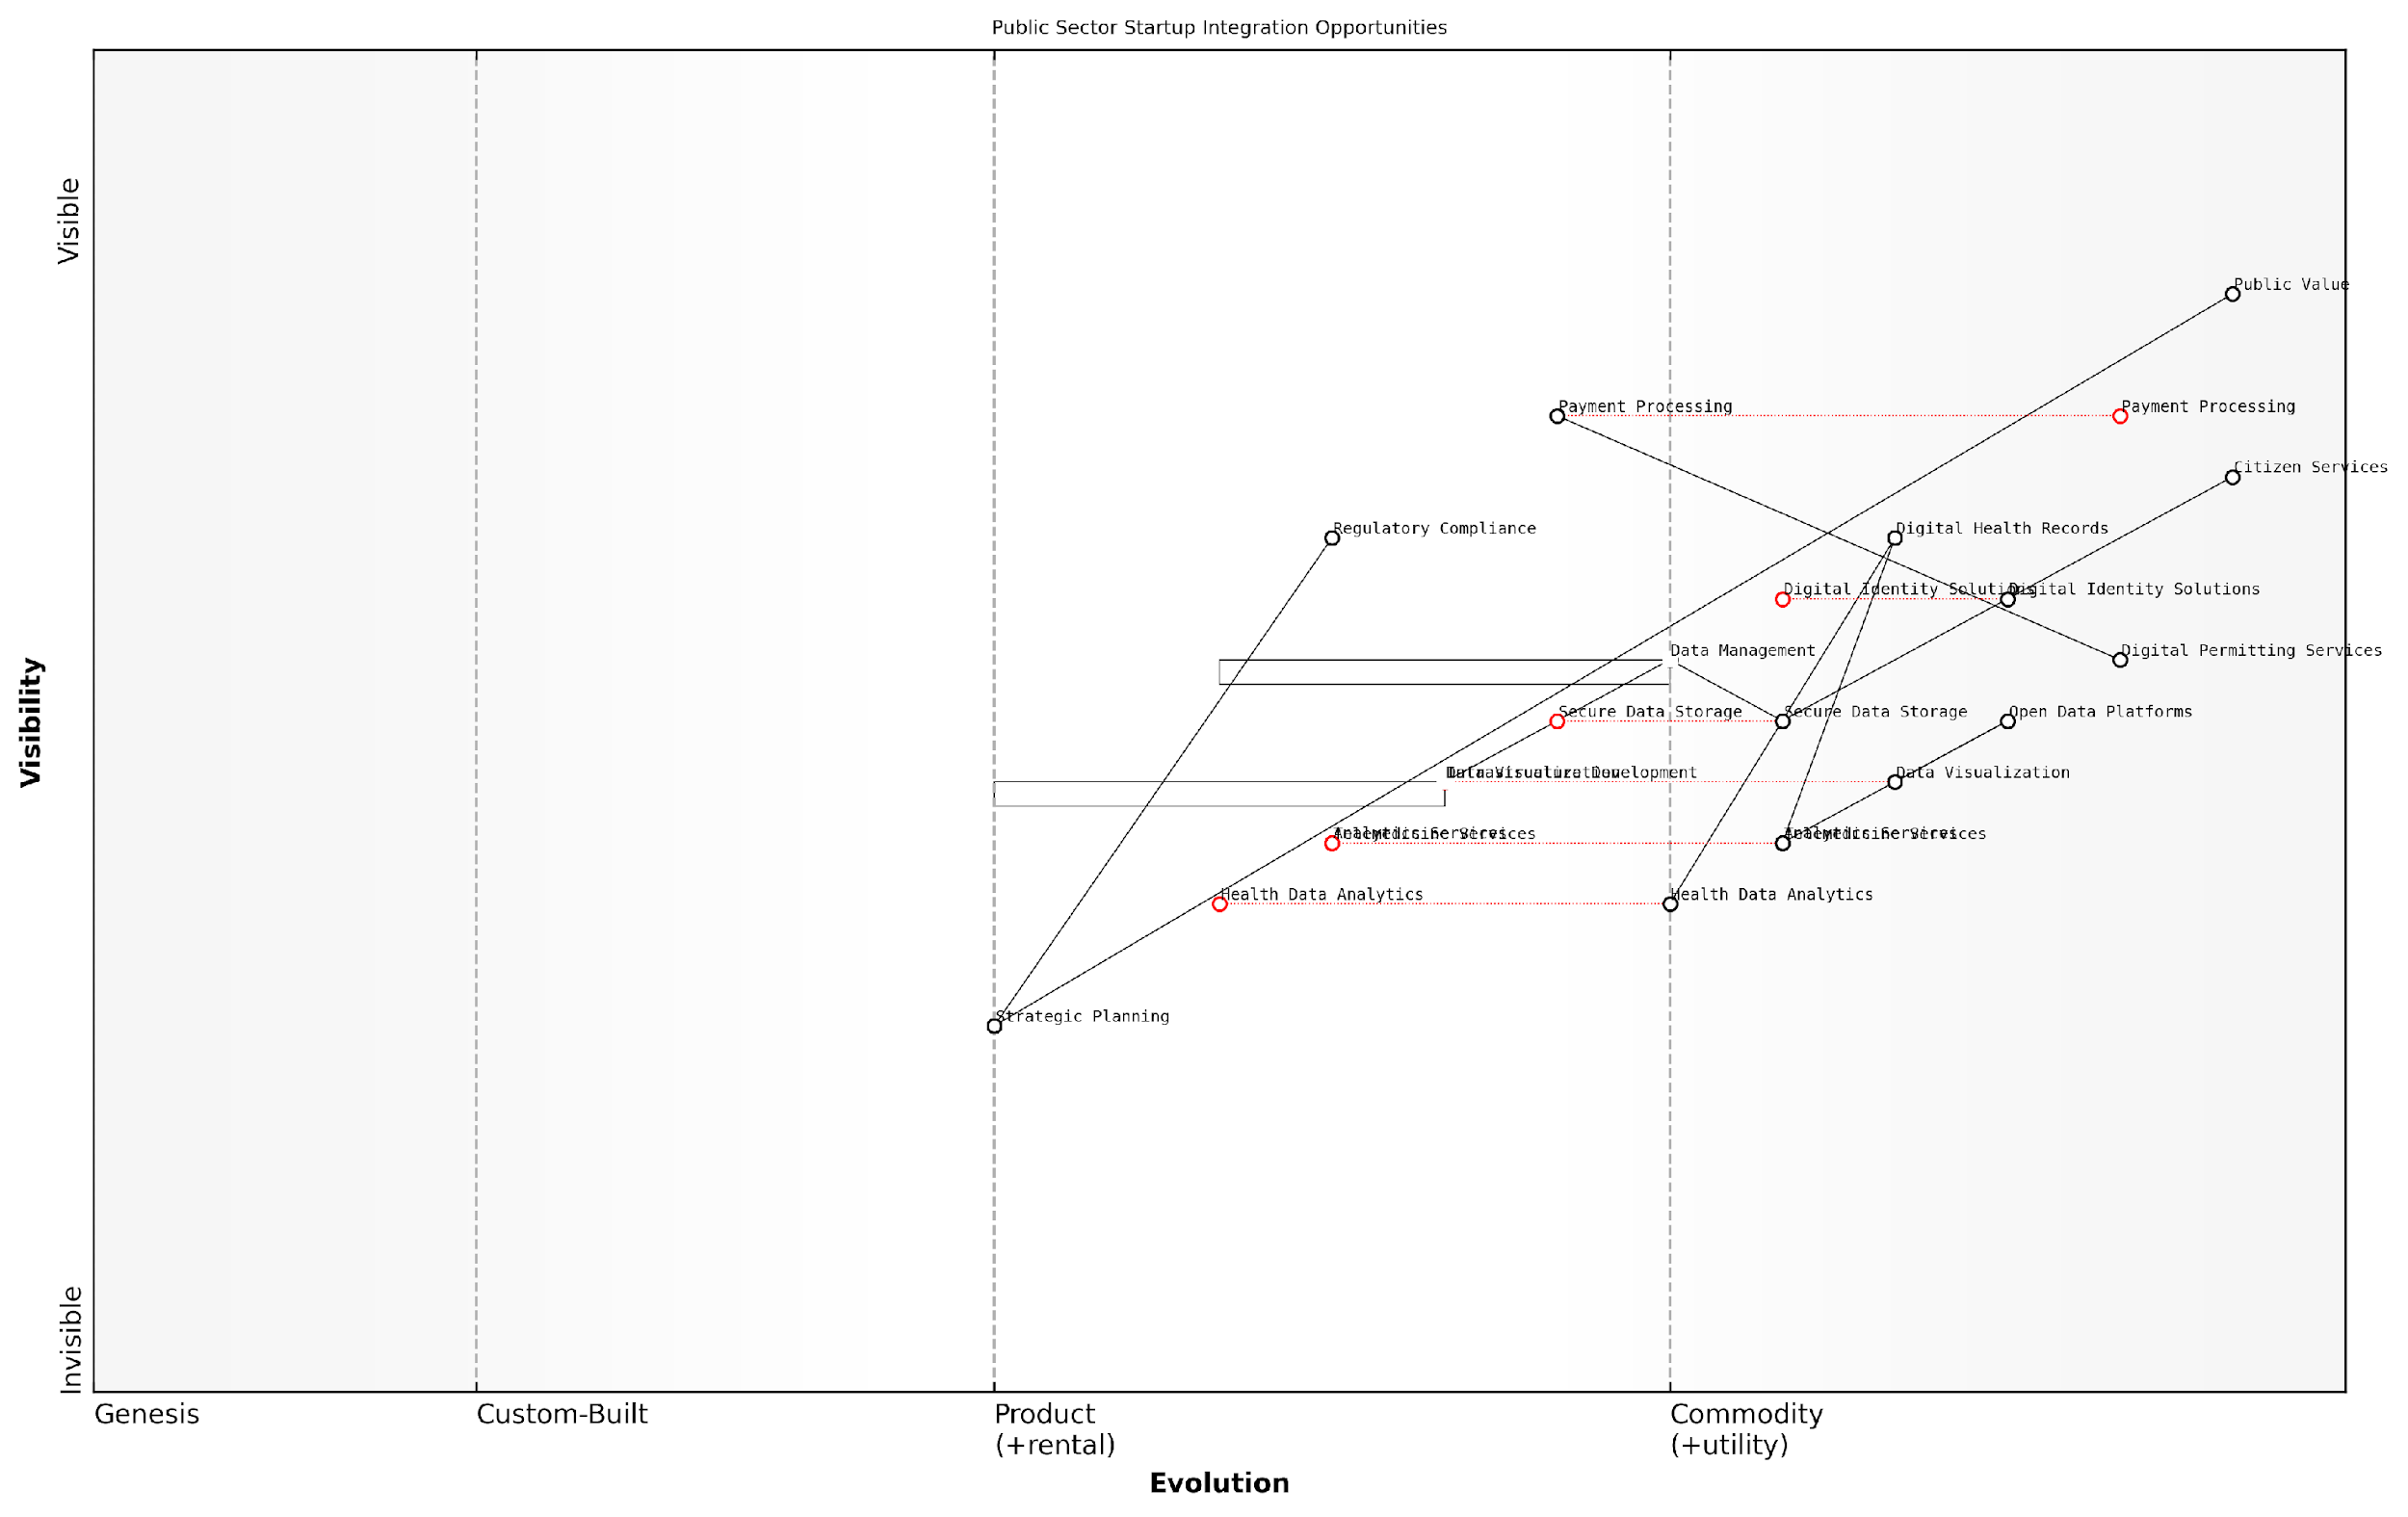 Public Sector Startup Integration Opportunities
Visible
Public Value
Payment Processing
Payment Processing
Citizen Services
Regulatory Compliance
Digital Health Records
Digital Identity Solutions
Digital Identity Solutions
Data Management
Digital Permitting Services
Visibility
Secure Data Storage
Secure Data Storage
Open Data Platforms
Data Visualization
Health Data Analytics
Health Data Analytics
Strategic Planning
Invisible
Genesis
Custom-Built
Product
(+rental)
Commodity
(+utility)
Evolution